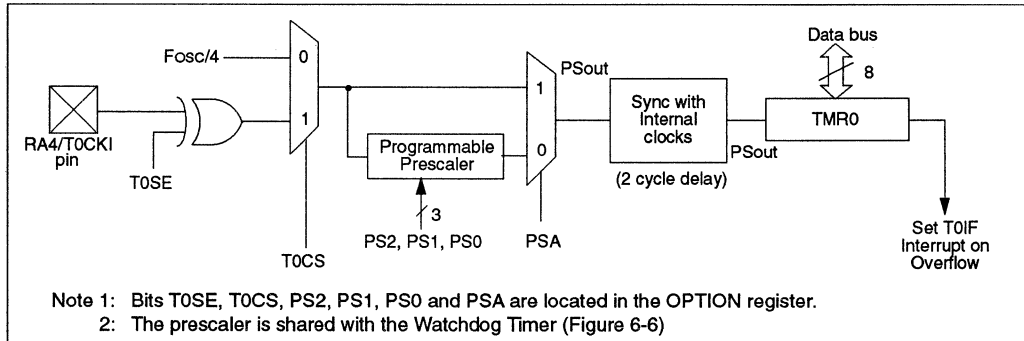 Data bus
8
Fosc/4
0
1
RA4/T0CKI
pin
T0SE
T0CS
Programmable
Prescaler
3
PS2, PS1, PS0
1
0
PSA
PSout
Sync with
Internal
clocks
(2 cycle delay)
PSout
TMR0
Set T0IF
Interrupt on
Overflow
Note 1: Bits T0SE, T0CS, PS2, PS1, PS0 and PSA are located in the OPTION register.
2: The prescaler is shared with the Watchdog Timer (Figure 6-6)